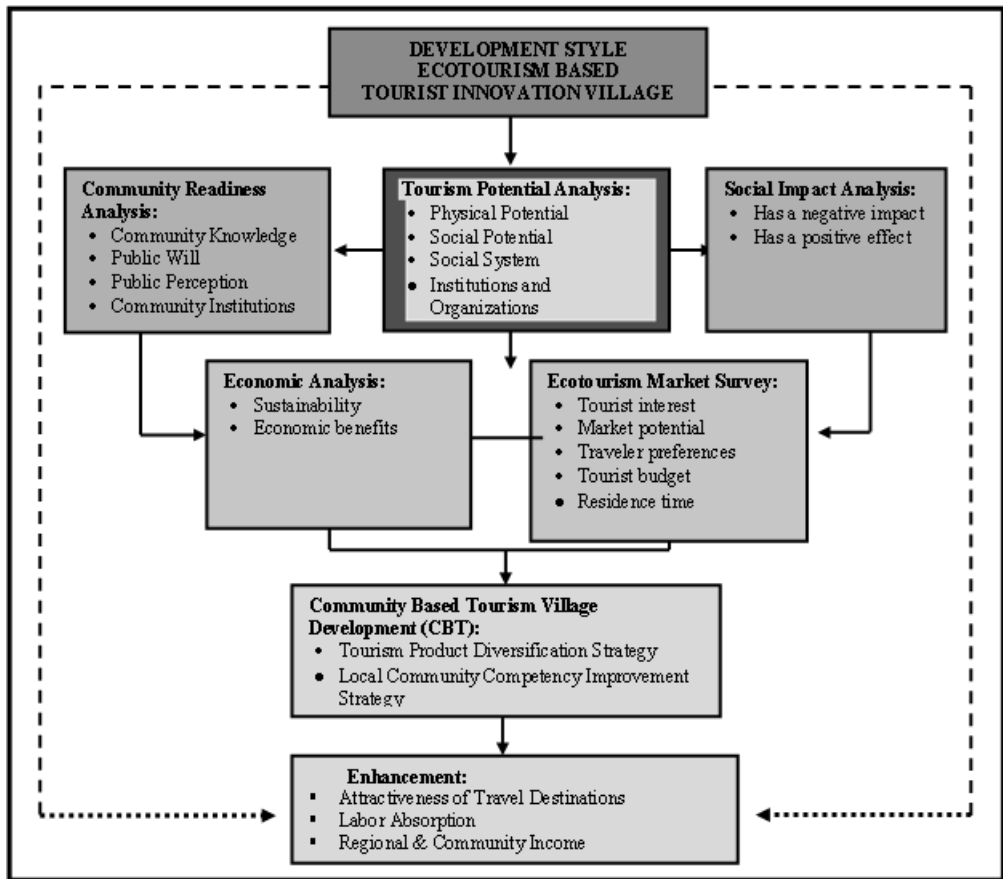 DEVELOPMENT STYLE
ECOTOURISM BASED
TOURIST INNOVATION VILLAGE
Community Readiness
Analysis:
• Community Knowledge
• Public Will
• Public Perception
• Community Institutions
Tourism Potential Analysis:
• Physical Potential
• Social Potential
• Social System
• Institutions and
Organizations
Social Impact Analysis:
• Has a negative impact
• Has a positive effect
Economic Analysis:
• Sustainability
• Economic benefits
Ecotourism Market Survey:
• Tourist interest
• Market potential
• Traveler preferences
• Tourist budget
• Residence time
Community Based Tourism Village
Development (CBT):
• Tourism Product Diversification Strategy
• Local Community Competency Improvement
Strategy
Enhancement:
▪ Attractiveness of Travel Destinations
▪ Labor Absorption
▪ Regional & Community Income